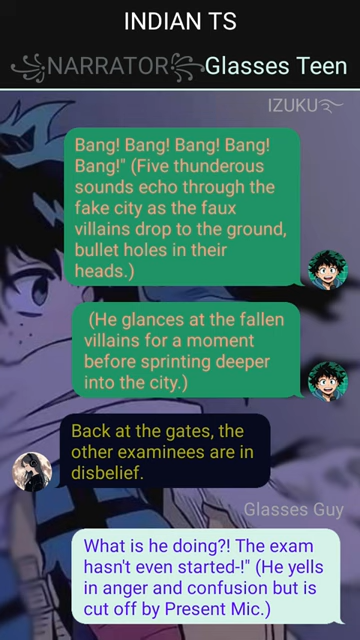 INDIAN TS
NARRATOR Glasses Teen
IZUKU
Bang! Bang! Bang! Bang!
Bang!" (Five thunderous
sounds echo through the
fake city as the faux
villains drop to the ground,
bullet holes in their
heads.)
(He glances at the fallen
villains for a moment
before sprinting deeper
into the city.)
Back at the gates, the
other examinees are in
disbelief.
Glasses Guy
What is he doing?! The exam
hasn't even started-!" (He yells
in anger and confusion but is
cut off by Present Mic.)